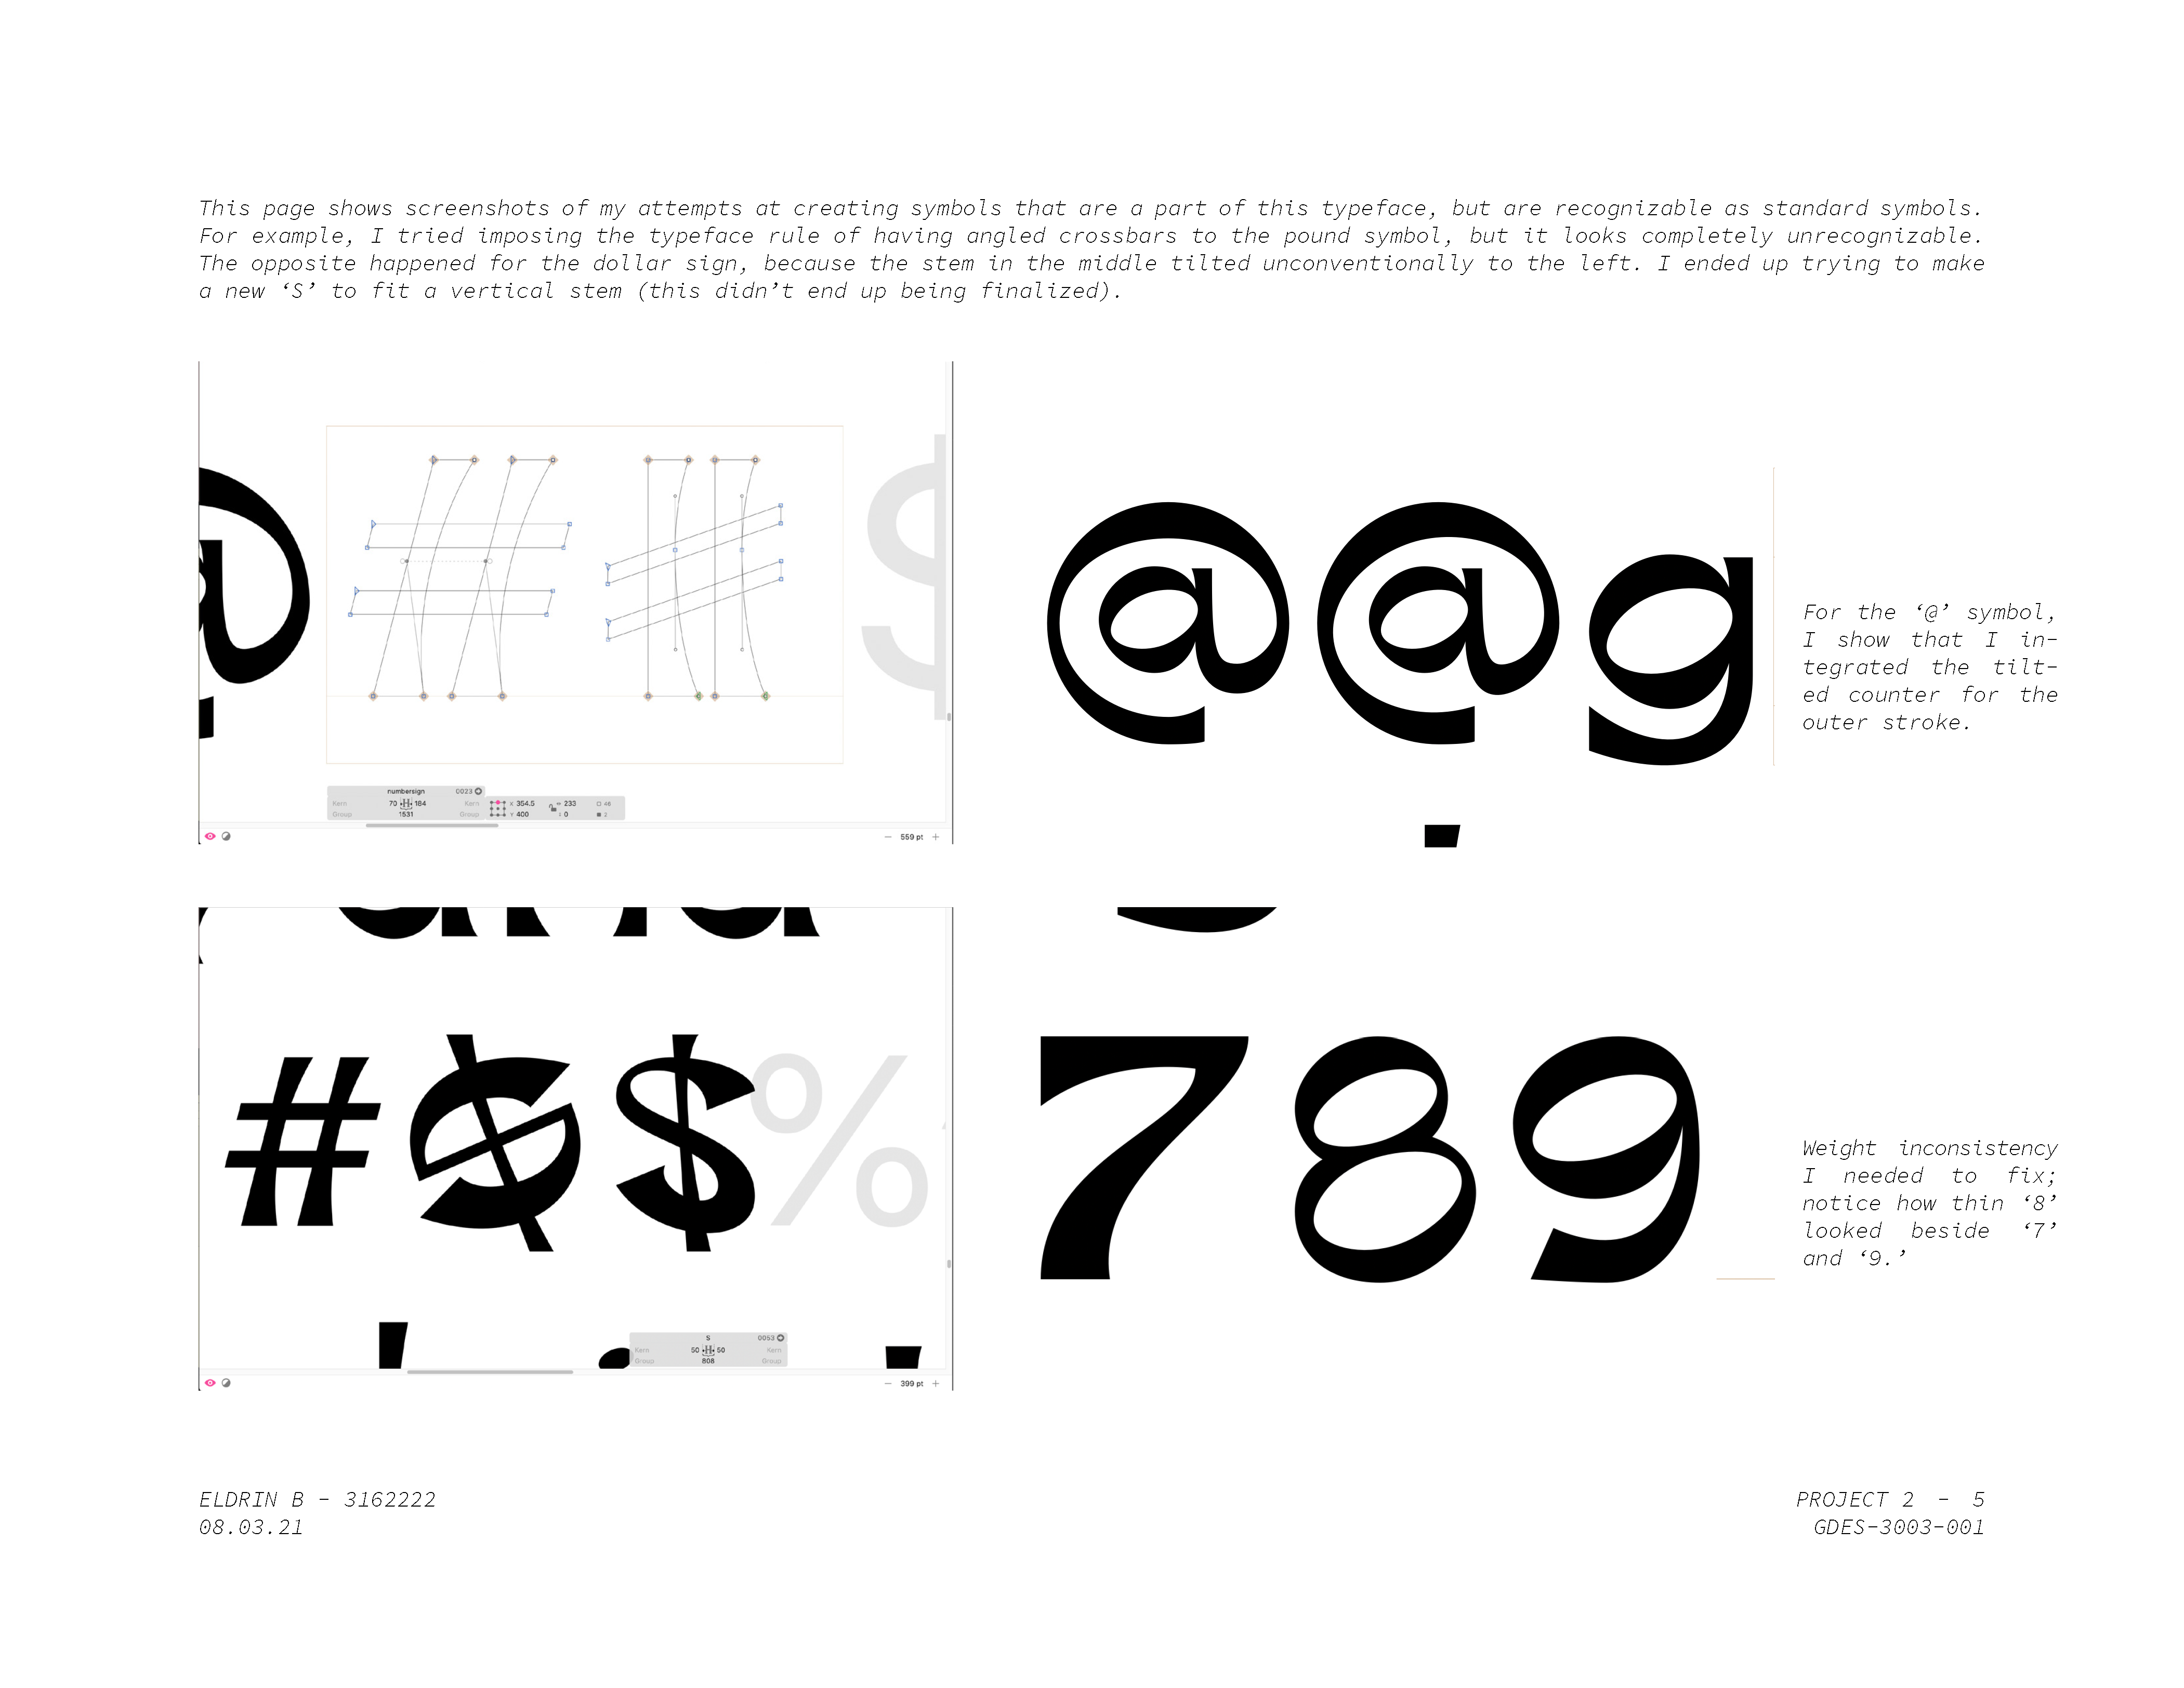 This page shows screenshots of my attempts at creating symbols that are a part of this typeface, but are recognizable as standard symbols.
For example, I tried imposing the typeface rule of having angled crossbars to the pound symbol, but it looks completely unrecognizable.
The opposite happened for the dollar sign, because the stem in the middle tilted unconventionally to the left. I ended up trying to make
a new ‘S’ to fit a vertical stem (this didn’t end up being finalized).
## $
@@g
For the ‘@’ symbol,
I show that I in-
tegrated the tilt-
ed counter for the
outer stroke.
numbersign 0023
Kern 70 H 184 Kern X 354.5 233 48
Group 1531 Group Y 400 0 2
559 pt
#$$%
789
Weight inconsistency
I needed to fix;
notice how thin ‘8’
looked beside ‘7’
and ‘9.’
S 0053
Kern 50 H 50 Kern
Group 808 Group
399 pt
ELDRIN B - 3162222
08.03.21
PROJECT 2 - 5
GDES-3003-001